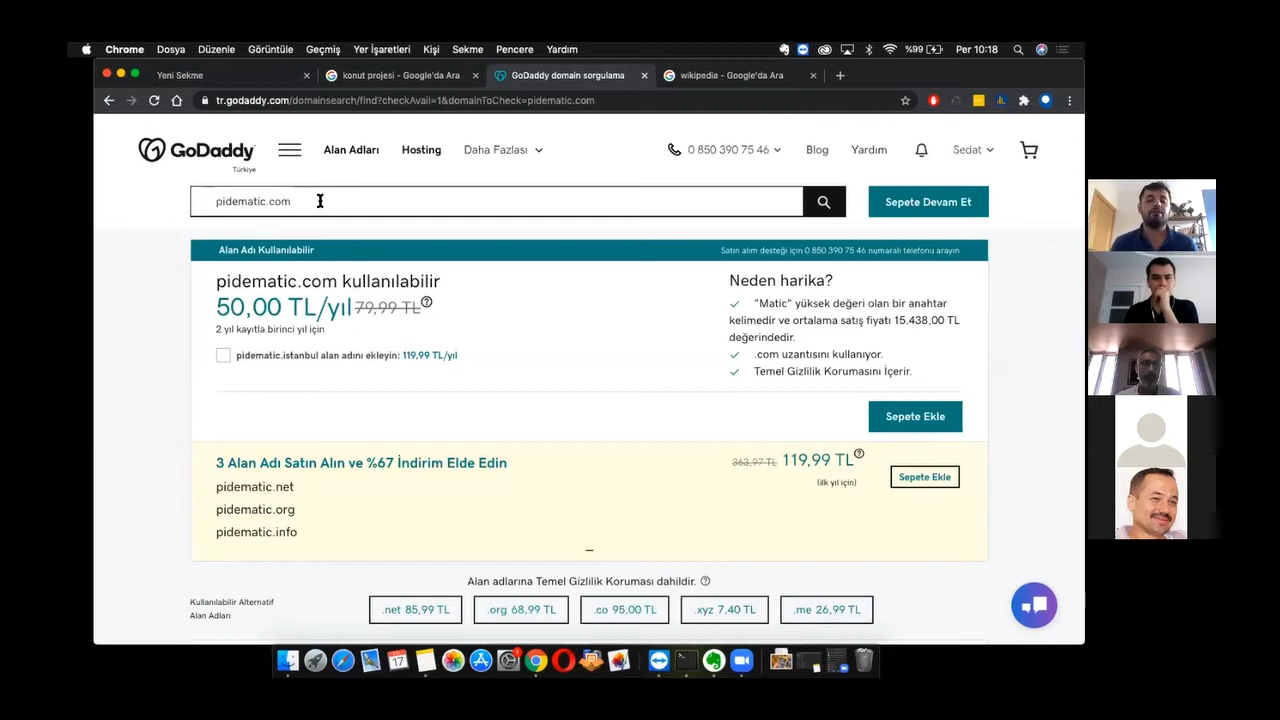 Chrome Dosya Düzenle Görüntüle Geçmiş Yer İşaretleri Kişi Sekme Pencere Yardım %99 Per 10:18
Yeni Sekme konut projesi - Google'da Ara GoDaddy domain sorgulama wikipedia - Google'da Ara
tr.godaddy.com/domainsearch/find?checkAvail=1&domainToCheck=pidematic.com
GoDaddy Alan Adları Hosting Daha Fazlası 0 850 390 75 46 Blog Yardım Sedat
Türkiye
pidematic.com Sepete Devam Et
Alan Adı Kullanılabilir Satın alım desteği için 0 850 390 75 46 numaralı telefonu arayın
pidematic.com kullanılabilir
50,00 TL/yıl 79,99 TL
2 yıl kayıtla birinci yıl için
pidematic.istanbul alan adını ekleyin: 119,99 TL/yıl
Neden harika?
"Matic" yüksek değeri olan bir anahtar
kelimedir ve ortalama satış fiyatı 15.438,00 TL
değerindedir.
.com uzantısını kullanıyor.
Temel Gizlilik Korumasını İçerir.
Sepete Ekle
3 Alan Adı Satın Alın ve %67 İndirim Elde Edin
pidematic.net
pidematic.org
pidematic.info
363,97 TL 119,99 TL
(ilk yıl için)
Sepete Ekle
Alan adlarına Temel Gizlilik Koruması dahildir.
Kullanılabilir Alternatif
Alan Adları
.net 85,99 TL .org 68,99 TL .co 95.00 TL .xyz 7,40 TL .me 26,99 TL
17